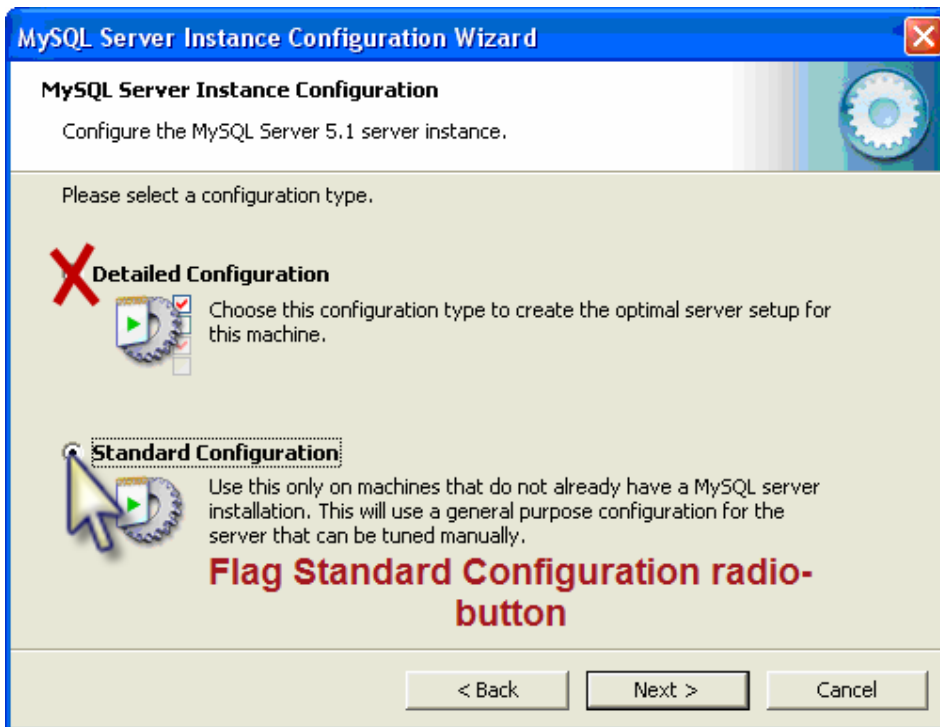 MySQL Server Instance Configuration Wizard
MySQL Server Instance Configuration
Configure the MySQL Server 5.1 server instance.
Please select a configuration type.
Detailed Configuration
Choose this configuration type to create the optimal server setup for
this machine.
Standard Configuration
Use this only on machines that do not already have a MySQL server
installation. This will use a general purpose configuration for the
server that can be tuned manually.
Flag Standard Configuration radio-
button
< Back Next > Cancel